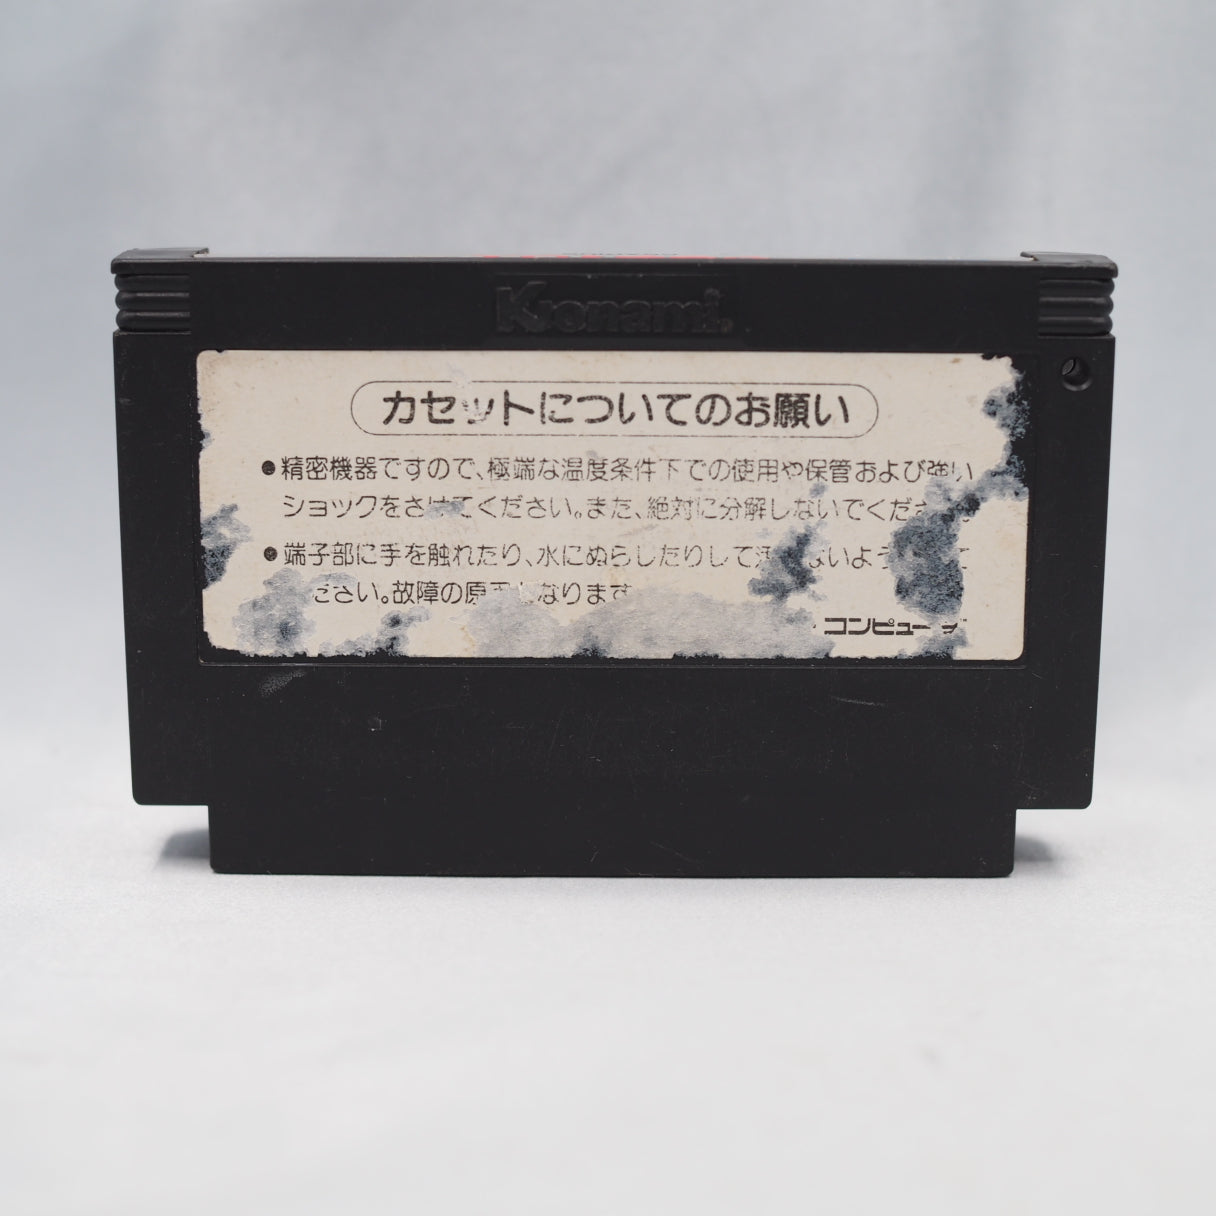 Konami
カセットについてのお願い
●精密機器ですので、極端な温度条件下での使用や保管および強い
ショックをさけてください。また、絶対に分解しないでくださ
●端子部に手を触れたり、水にぬらしたりして ないよう
ださい。故障の原 なります
コンピュー